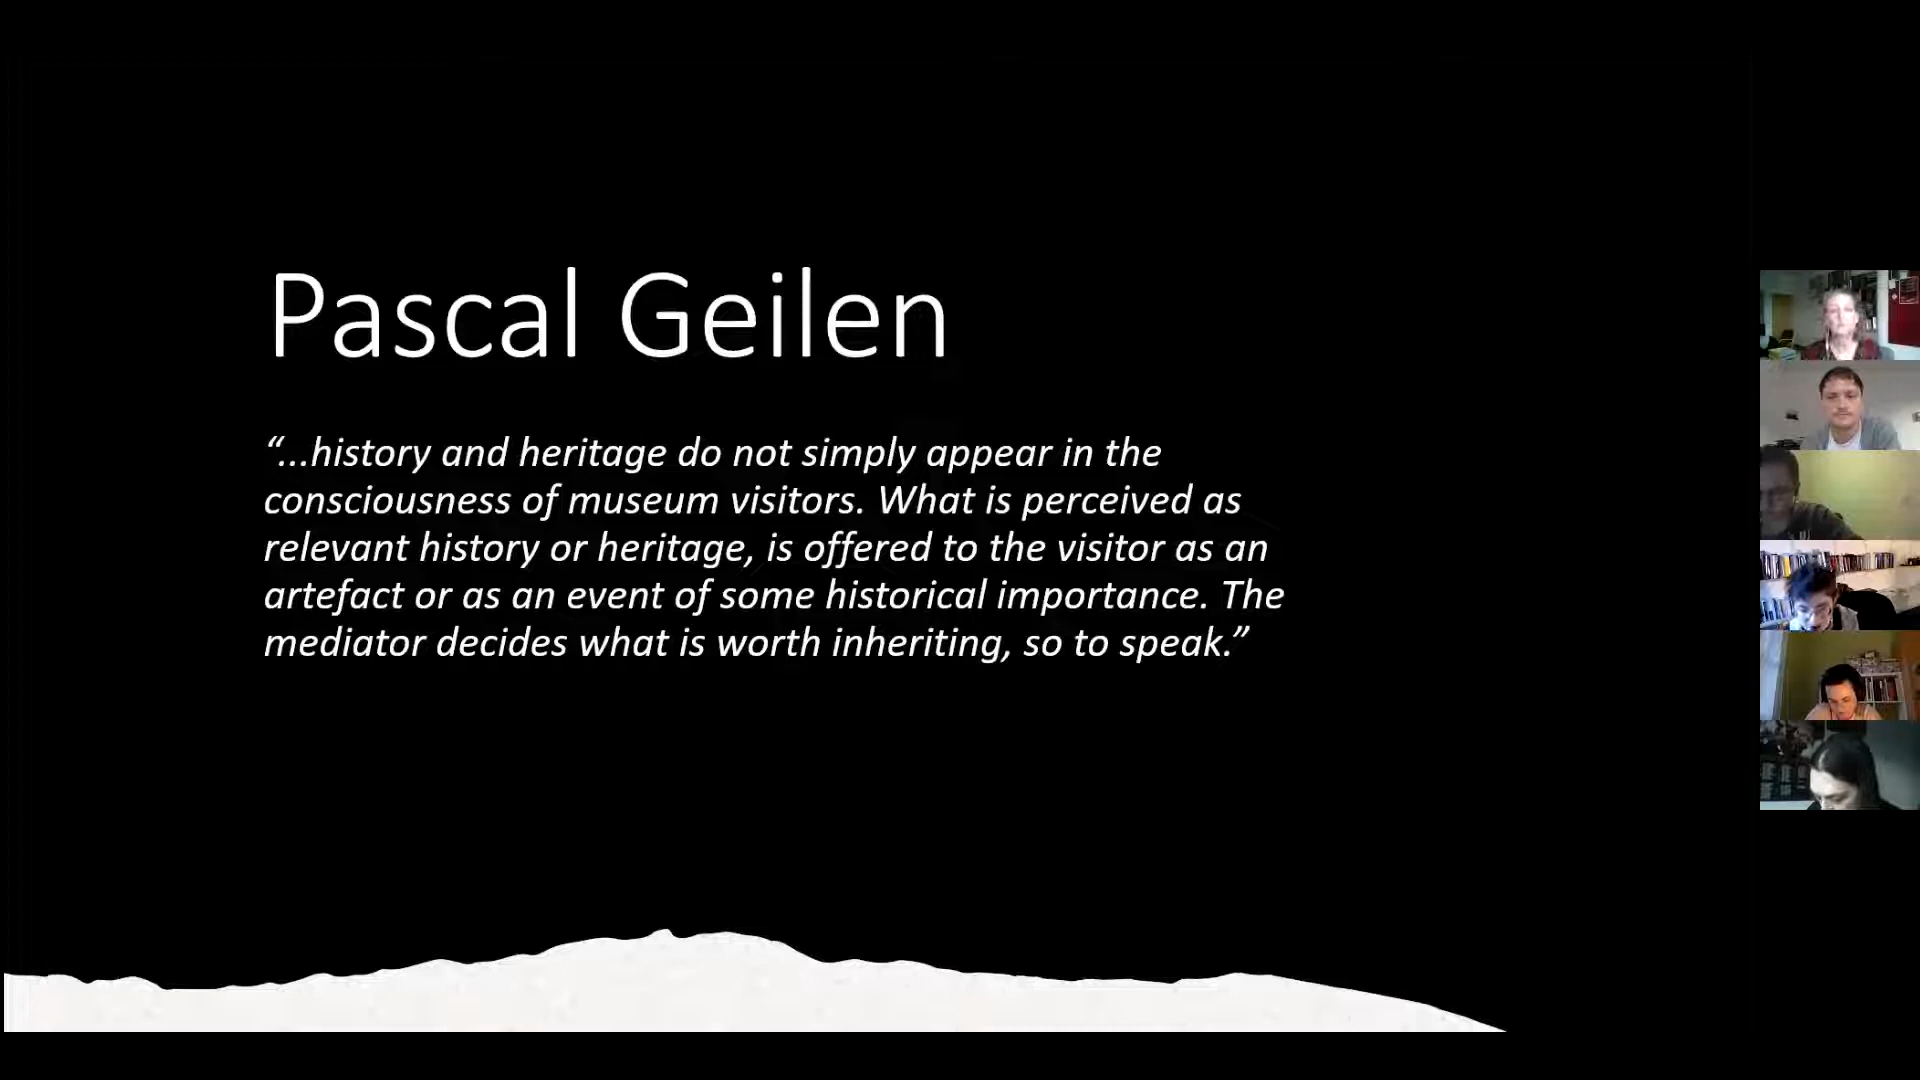 Pascal Geilen
“...history and heritage do not simply appear in the
consciousness of museum visitors. What is perceived as
relevant history or heritage, is offered to the visitor as an
artefact or as an event of some historical importance. The
mediator decides what is worth inheriting, so to speak.”